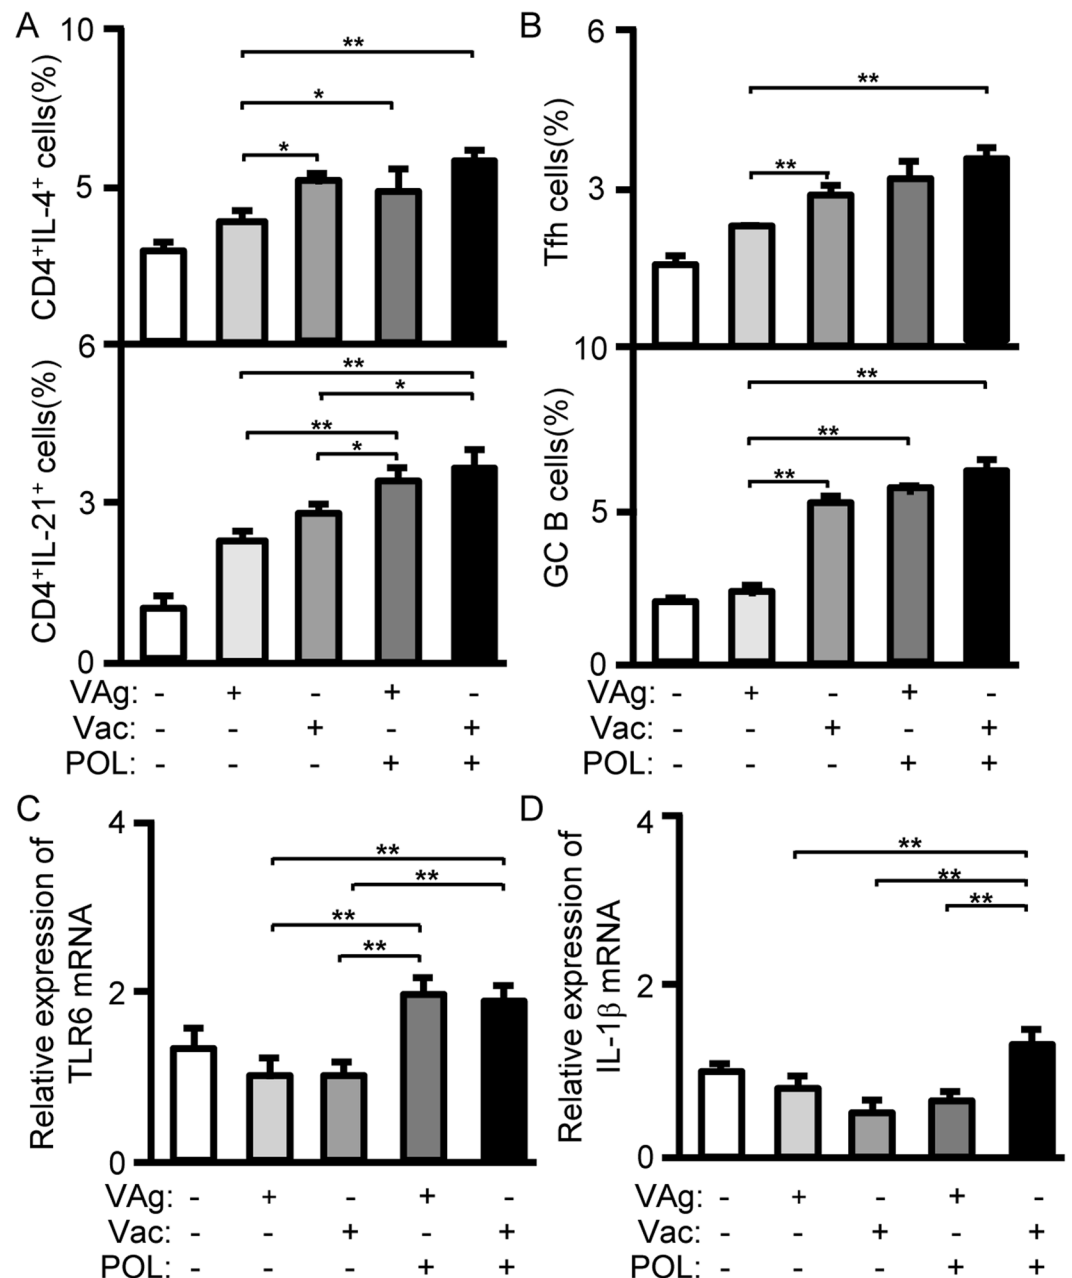 A
10
5
CD4+IL-4+ cells(%)
**
*
*
6
3
0
CD4+IL-21+ cells(%)
**
*
**
*
VAg: - + - + -
Vac: - - + - +
POL: - - - + +
B
6
3
Tfh cells(%)
**
**
10
5
0
GC B cells(%)
**
**
**
VAg: - + - + -
Vac: - - + - +
POL: - - - + +
C
4
2
0
Relative expression of
TLR6 mRNA
**
**
**
**
VAg: - + - + -
Vac: - - + - +
POL: - - - + +
D
4
2
0
Relative expression of
IL-1β mRNA
**
**
**
VAg: - + - + -
Vac: - - + - +
POL: - - - + +